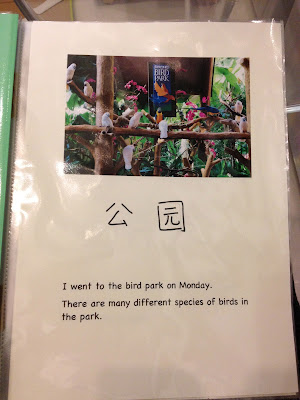 BIRD
PARK
公园
I went to the bird park on Monday.
There are many different species of birds in
the park.